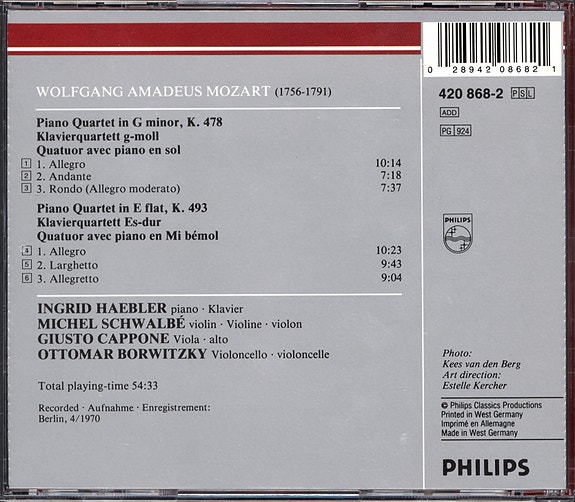 0 28942 08682 1
WOLFGANG AMADEUS MOZART (1756-1791)
420 868-2 PSL
ADD
PG 924
Piano Quartet in G minor, K. 478
Klavierquartett g-moll
Quatuor avec piano en sol
1 1. Allegro 10:14
2 2. Andante 7:18
3 3. Rondo (Allegro moderato) 7:37
Piano Quartet in E flat, K. 493
Klavierquartett Es-dur
Quatuor avec piano en Mi bémol
4 1. Allegro 10:23
5 2. Larghetto 9:43
6 3. Allegretto 9:04
PHILIPS
INGRID HAEBLER piano · Klavier
MICHEL SCHWALBÉ violin · Violine · violon
GIUSTO CAPPONE Viola · alto
OTTOMAR BORWITZKY Violoncello · violoncelle
Total playing-time 54:33
Recorded · Aufnahme · Enregistrement:
Berlin, 4/1970
Photo:
Kees van den Berg
Art direction:
Estelle Kercher
℗ Philips Classics Productions
Printed in West Germany
Imprimé en Allemagne
Made in West Germany
PHILIPS